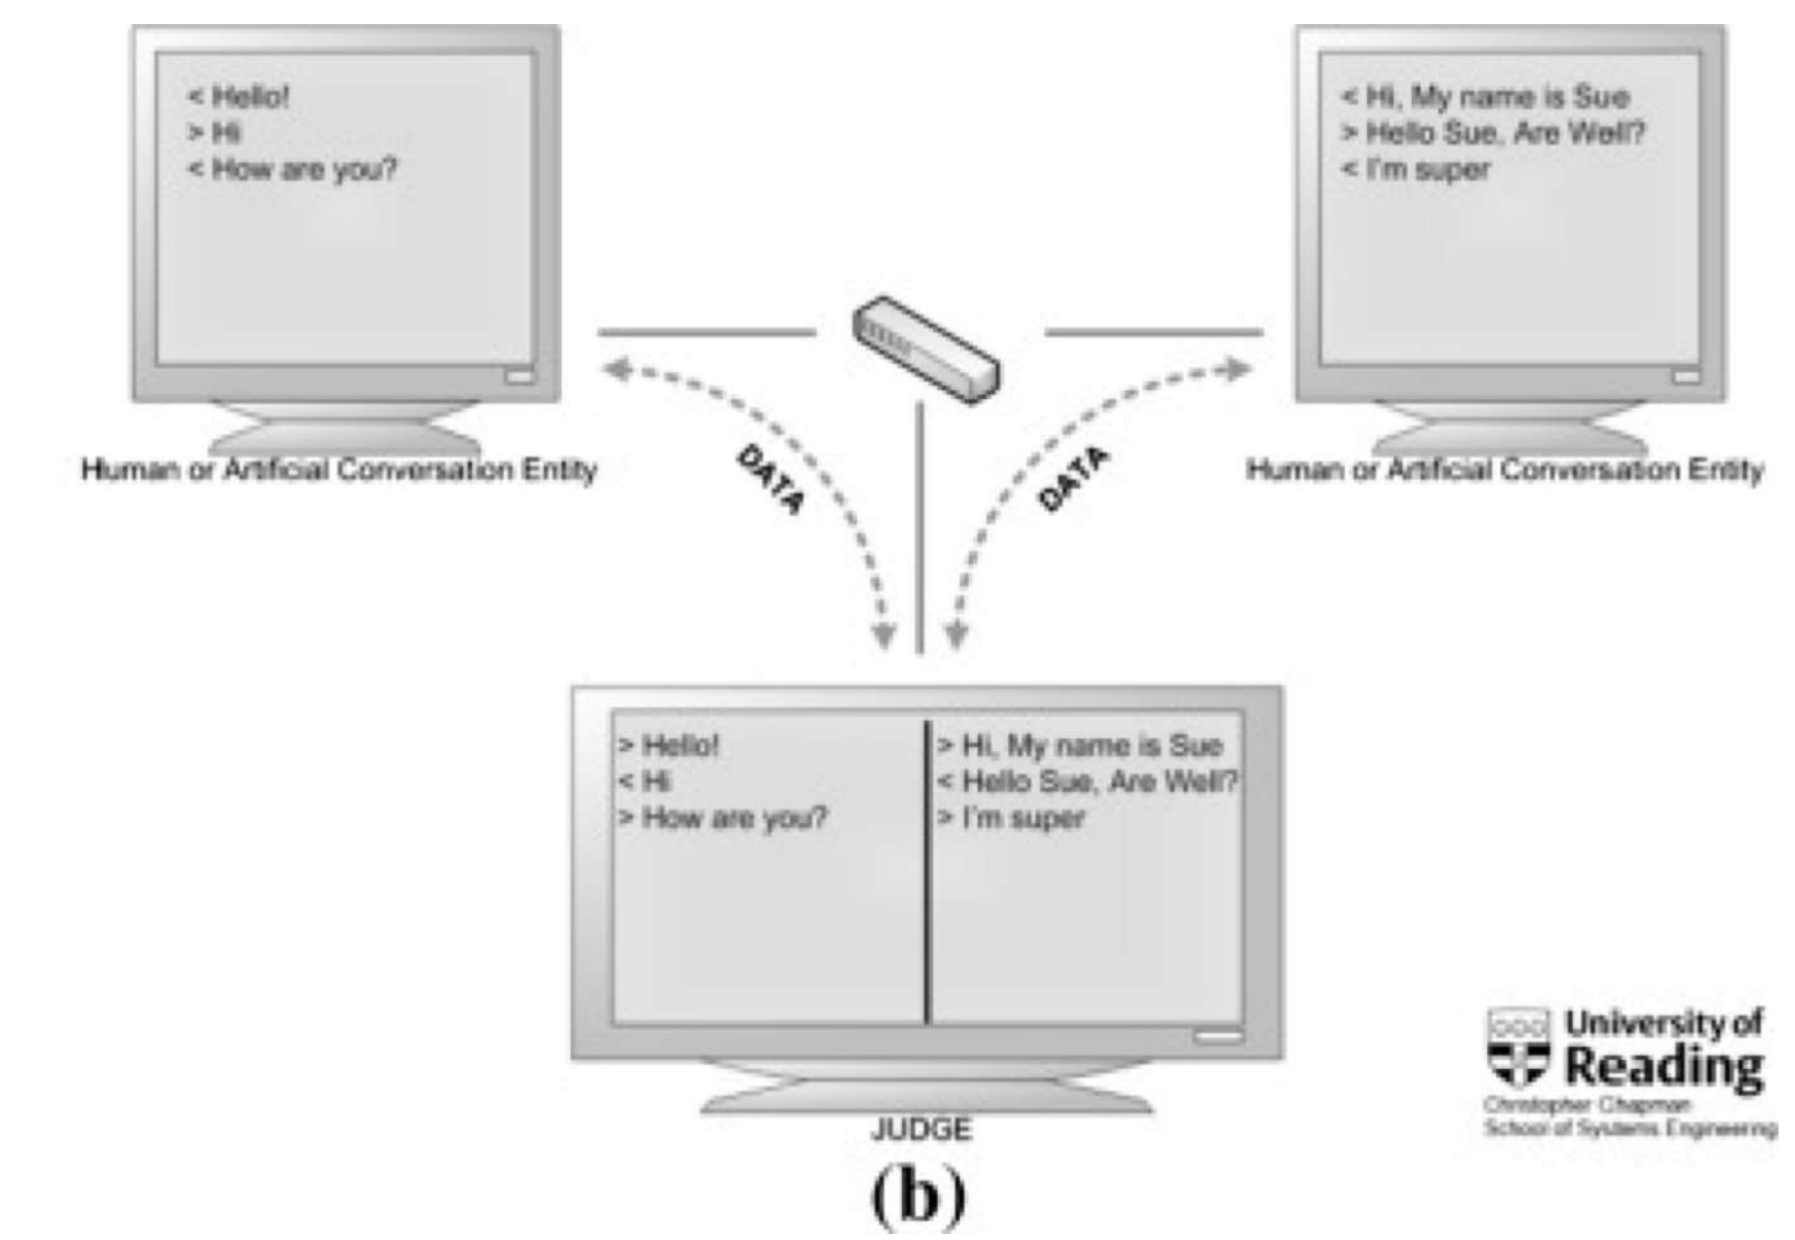 < Hello!
> Hi
< How are you?
< Hi, My name is Sue
> Hello Sue, Are Well?
< I'm super
Human or Artificial Conversation Entity
Human or Artificial Conversation Entity
DATA
DATA
> Hello!
< Hi
> How are you?
> Hi, My name is Sue
< Hello Sue, Are Well?
> I'm super
JUDGE
University of
Reading
Christopher Chapman
School of Systems Engineering
(b)